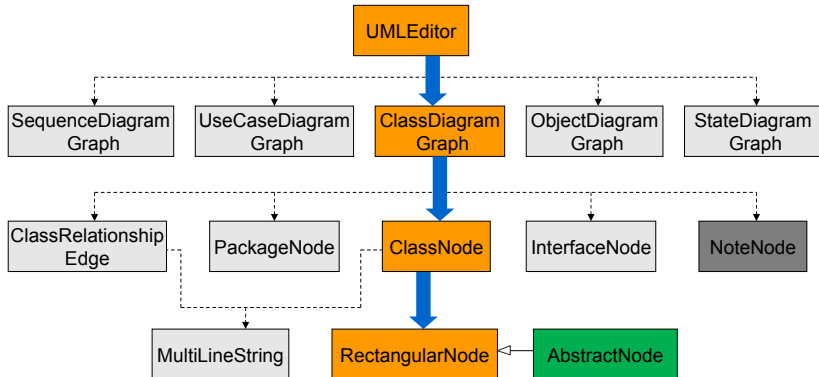 UMLEditor
SequenceDiagram
Graph
UseCaseDiagram
Graph
ClassDiagram
Graph
ObjectDiagram
Graph
StateDiagram
Graph
ClassRelationship
Edge
PackageNode
ClassNode
InterfaceNode
NoteNode
MultiLineString
RectangularNode
AbstractNode